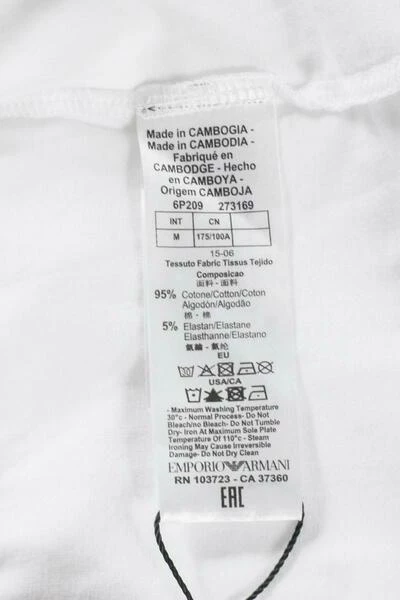 Made in CAMBOGIA -
Made in CAMBODIA -
Fabriqué en
CAMBODGE - Hecho
en CAMBOYA -
Origem CAMBOJA
6P209 273169
INT CN
M 175/100A
15-06
Tessuto Fabric Tissus Tejido
Composicao
面料 - 面料
95% Cotone/Cotton/Coton
Algodón/Algodão
棉 - 棉
5% Elastan/Elastane
Elasthanne/Elastano
氨纶
EU
USA/CA
- Maximum Washing Temperature
30°c - Normal Process- Do Not
Bleach/no Bleach- Do Not Tumble
Dry- Iron At Maximum Sole Plate
Temperature Of 110°c - Steam
Ironing May Cause Irreversible
Damage- Do Not Dry Clean
EMPORIO ARMANI
RN 103723 - CA 37360
EAC